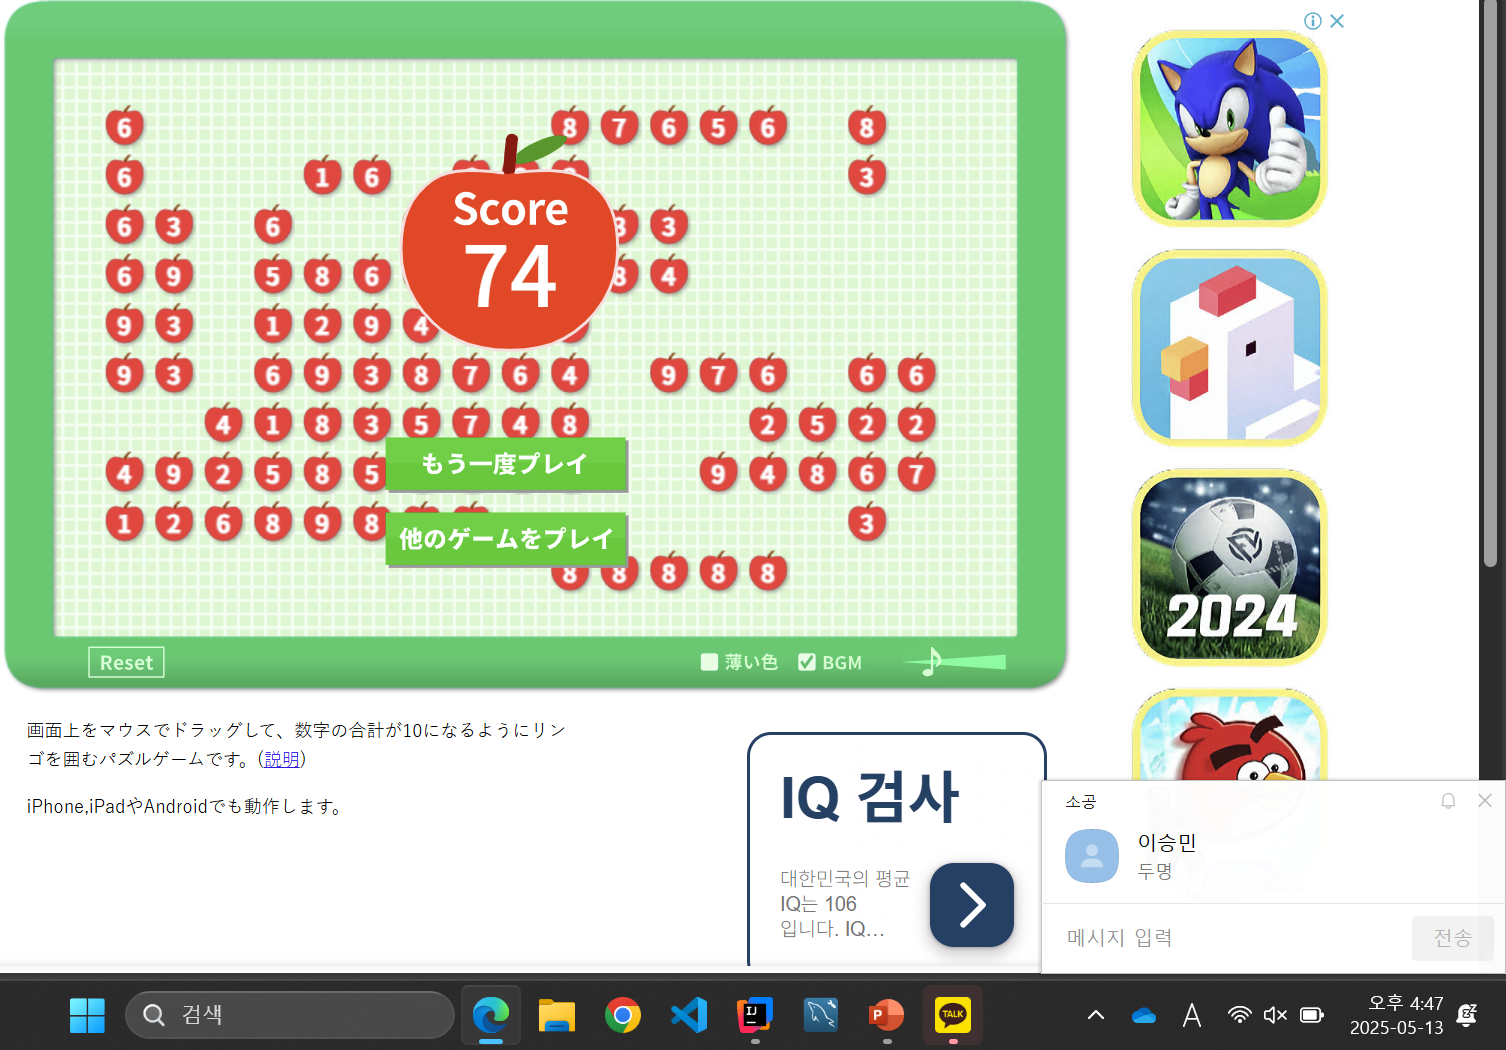 6 8 7 6 5 6 8
6 1 6 3
6 3 6 3 3
6 9 5 8 6 8 4
9 3 1 2 9 4
9 3 6 9 3 8 7 6 4 9 7 6 6 6
4 1 8 3 5 7 4 8 2 5 2 2
4 9 2 5 8 5 9 4 8 6 7
1 2 6 8 9 8 3
8 8 8 8 8
Score
74
もう一度プレイ
他のゲームをプレイ
Reset
薄い色
BGM
画面上をマウスでドラッグして、数字の合計が10になるようにリン
ゴを囲むパズルゲームです。(説明)
iPhone,iPadやAndroidでも動作します。
2024
IQ 검사
대한민국의 평균
IQ는 106
입니다. IQ...
소공
이승민
두명
메시지 입력
전송
검색
IJ
P
TALK
A
오후 4:47
2025-05-13